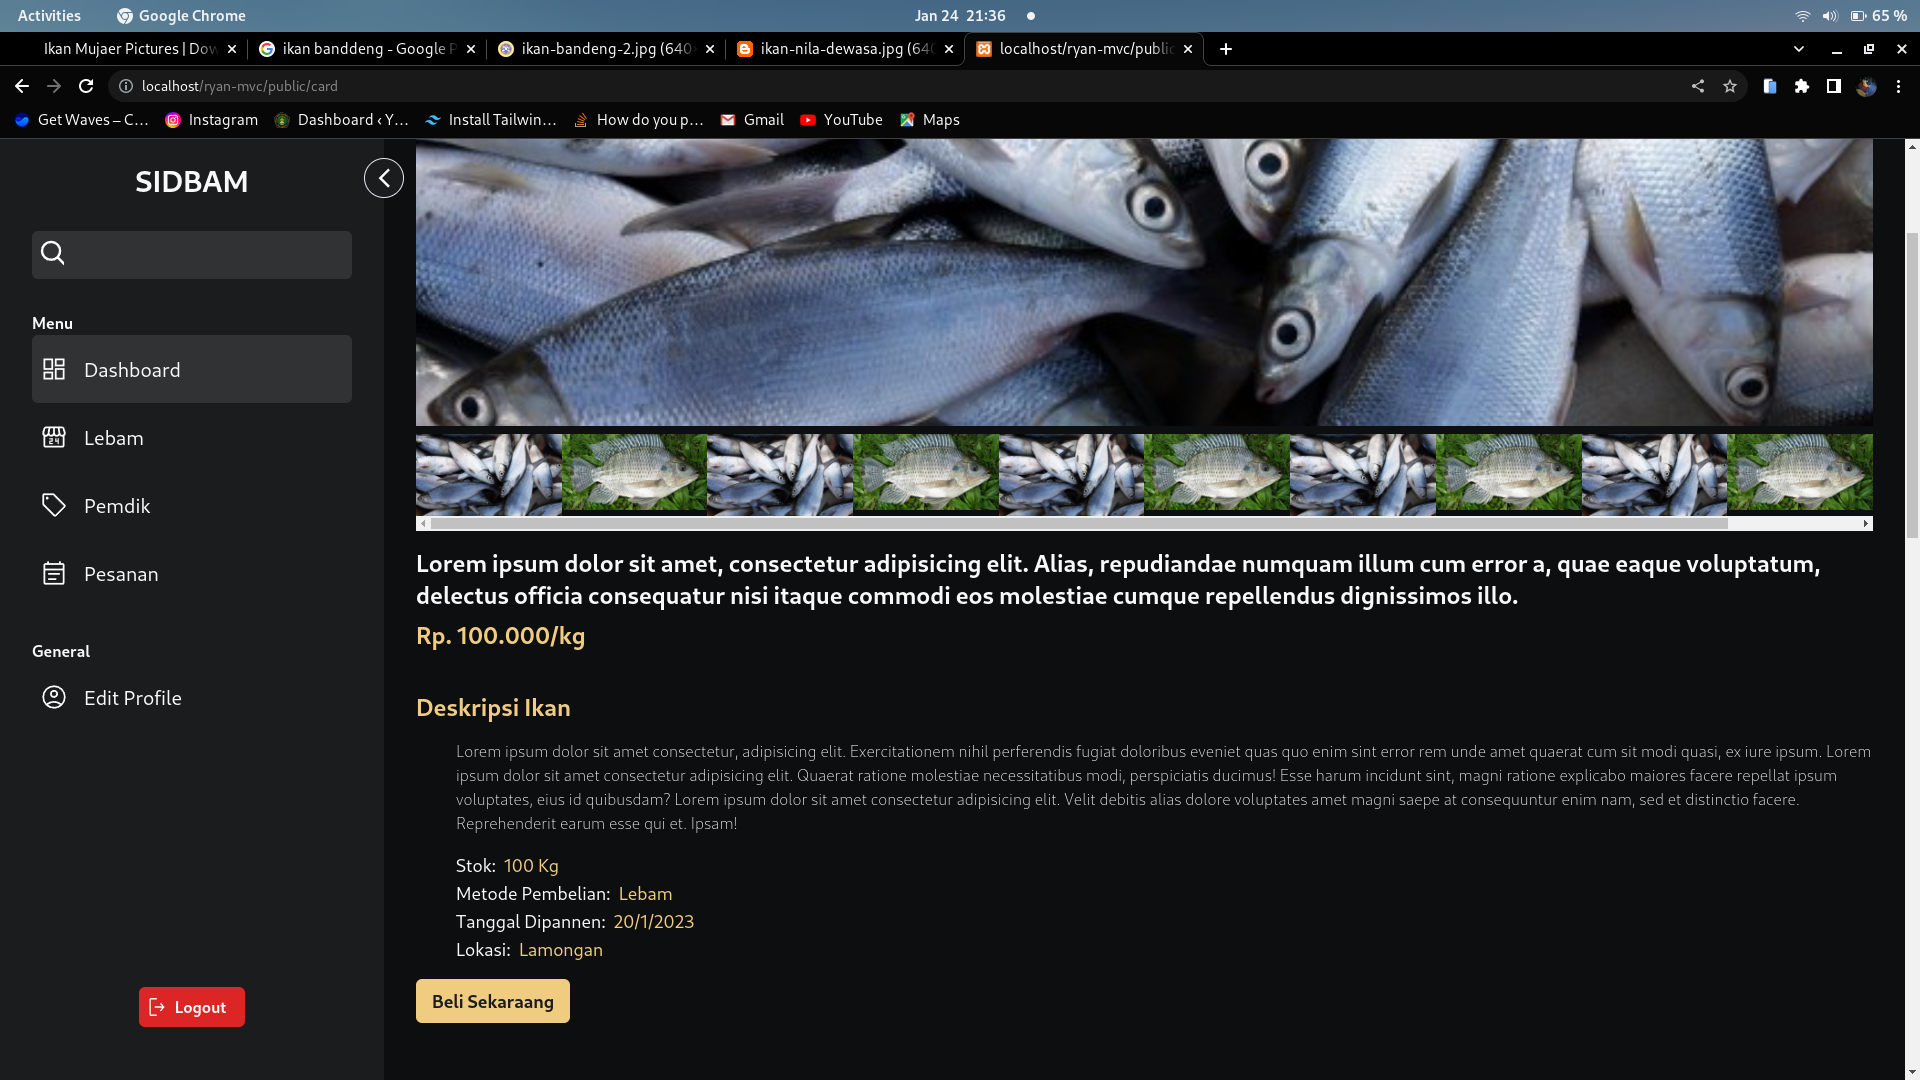 Activities
Google Chrome
Jan 24 21:36
65 %
Ikan Mujaer Pictures | Dow
ikan banddeng - Google P
ikan-bandeng-2.jpg (640
ikan-nila-dewasa.jpg (640
localhost/ryan-mvc/public
localhost/ryan-mvc/public/card
Get Waves – C...
Instagram
Dashboard ‹ Y...
Install Tailwin...
How do you p...
Gmail
YouTube
Maps
SIDBAM
Menu
Dashboard
Lebam
Pemdik
Pesanan
General
Edit Profile
Logout
Lorem ipsum dolor sit amet, consectetur adipisicing elit. Alias, repudiandae numquam illum cum error a, quae eaque voluptatum,
delectus officia consequatur nisi itaque commodi eos molestiae cumque repellendus dignissimos illo.
Rp. 100.000/kg
Deskripsi Ikan
Lorem ipsum dolor sit amet consectetur, adipisicing elit. Exercitationem nihil perferendis fugiat doloribus eveniet quas quo enim sint error rem unde amet quaerat cum sit modi quasi, ex iure ipsum. Lorem
ipsum dolor sit amet consectetur adipisicing elit. Quaerat ratione molestiae necessitatibus modi, perspiciatis ducimus! Esse harum incidunt sint, magni ratione explicabo maiores facere repellat ipsum
voluptates, eius id quibusdam? Lorem ipsum dolor sit amet consectetur adipisicing elit. Velit debitis alias dolore voluptates amet magni saepe at consequuntur enim nam, sed et distinctio facere.
Reprehenderit earum esse qui et. Ipsam!
Stok: 100 Kg
Metode Pembelian: Lebam
Tanggal Dipannen: 20/1/2023
Lokasi: Lamongan
Beli Sekaraang